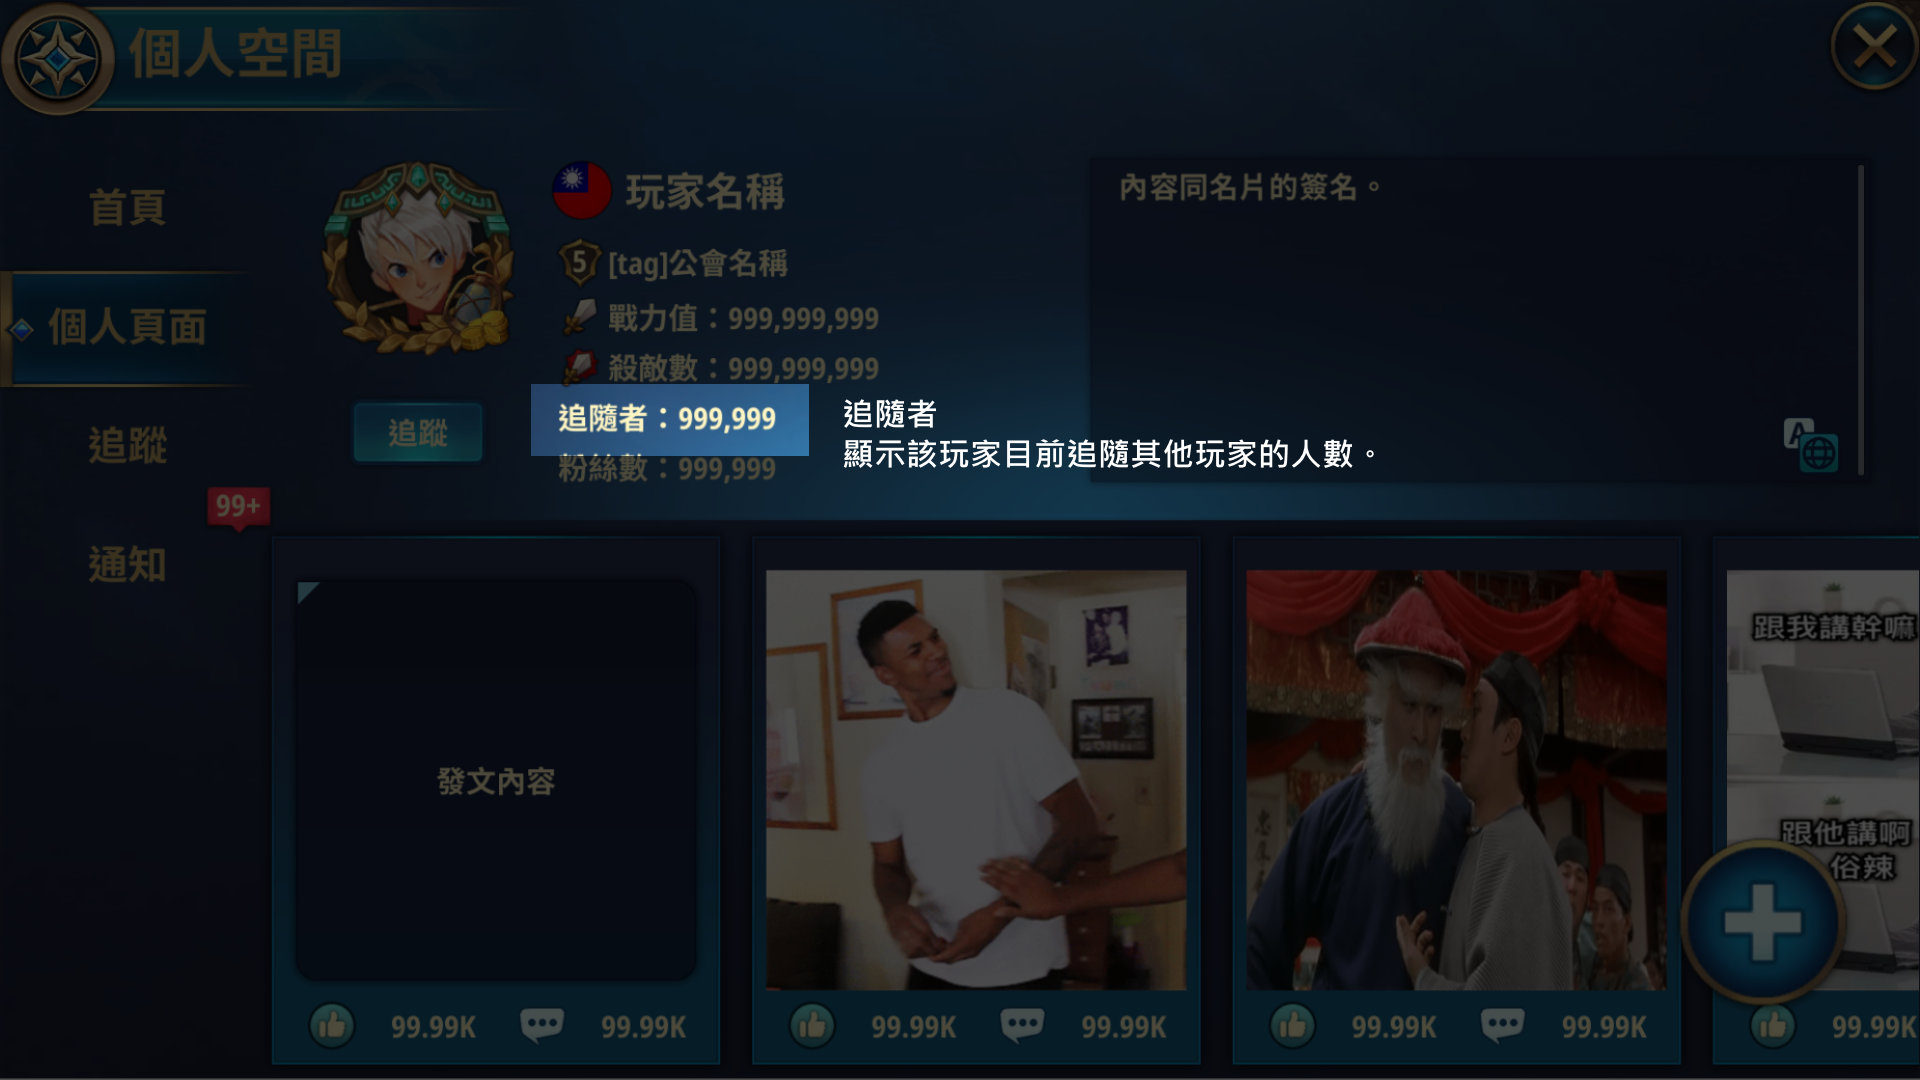 個人空間
首頁
個人頁面
追蹤
99+
通知
玩家名稱
5
[tag]公會名稱
戰力值：999,999,999
殺敵數：999,999,999
追隨者：999,999
粉絲數：999,999
追蹤
追隨者
顯示該玩家目前追隨其他玩家的人數。
內容同名片的簽名。
A
發文內容
99.99K
99.99K
99.99K
99.99K
99.99K
99.99K
跟我講幹嘛
跟他講啊
俗辣
99.99K